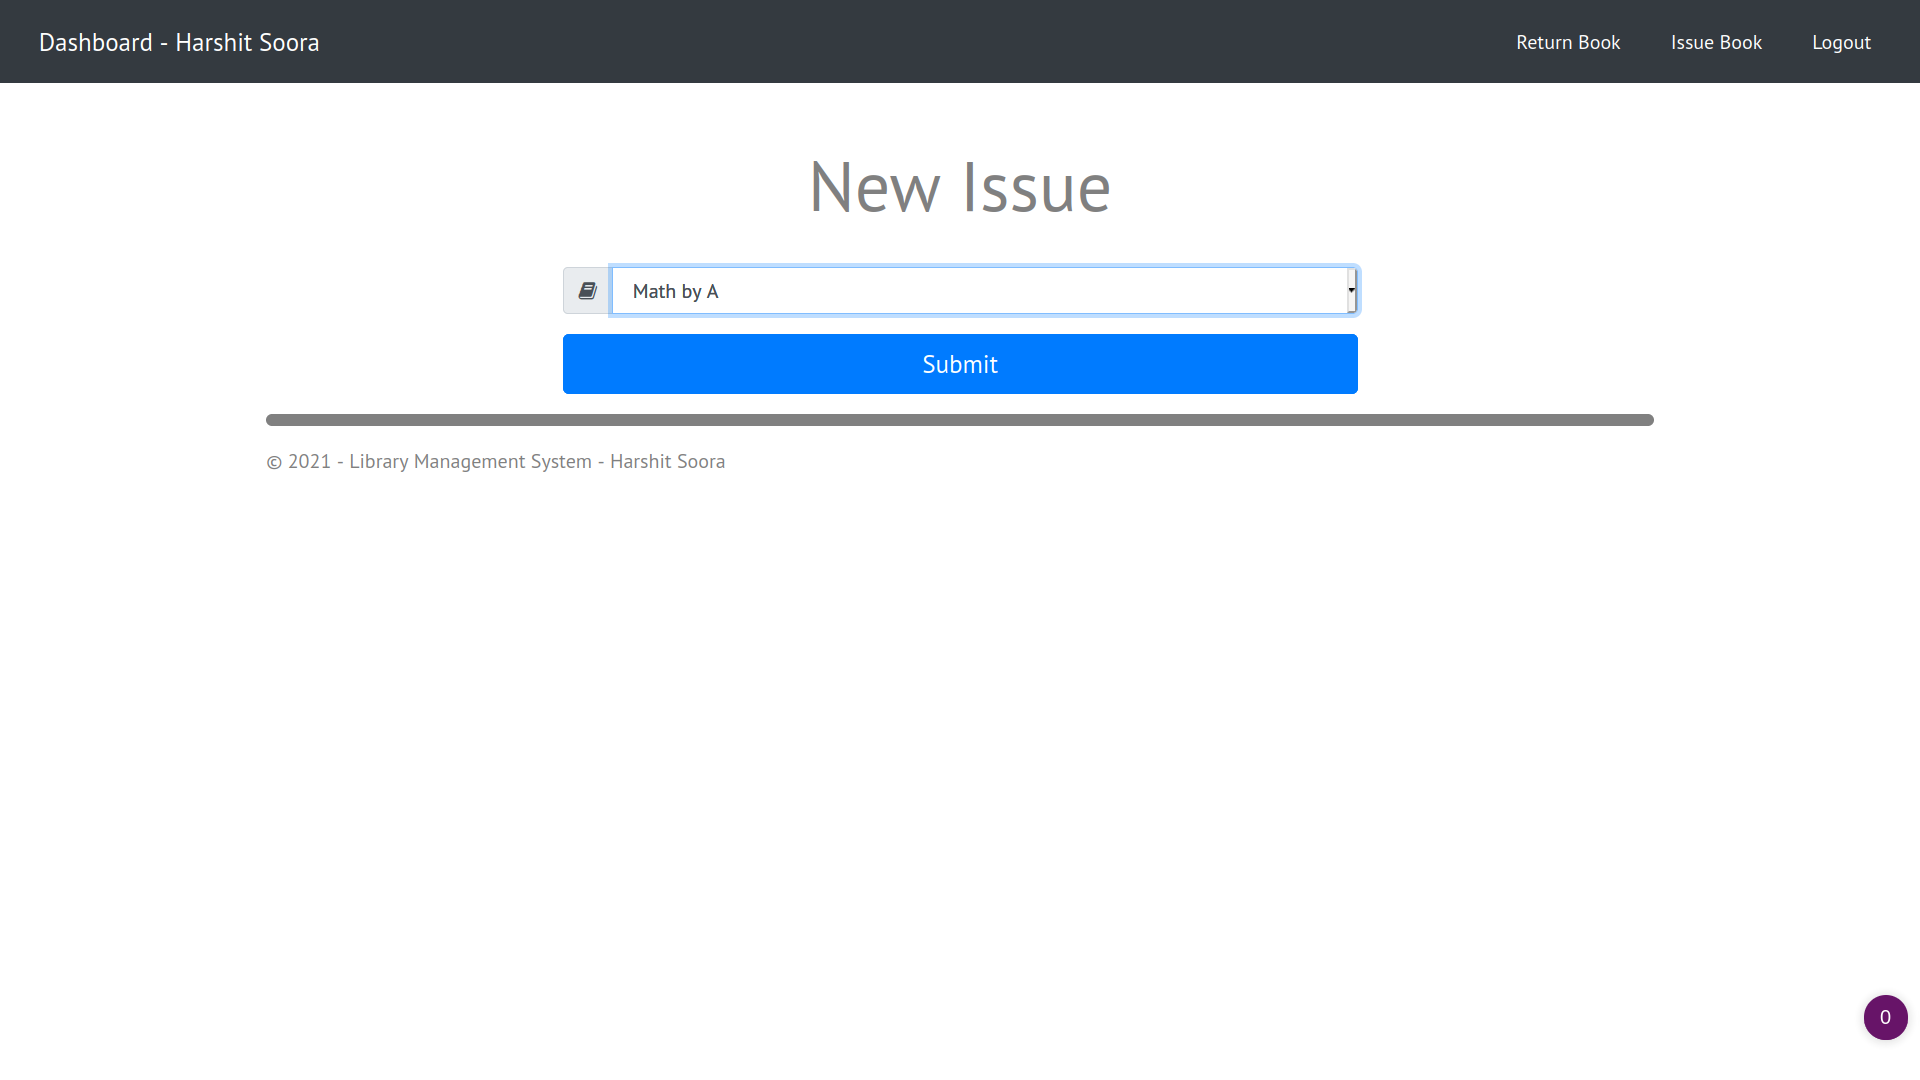 Dashboard - Harshit Soora
Return Book
Issue Book
Logout
New Issue
Math by A
Submit
© 2021 - Library Management System - Harshit Soora
0